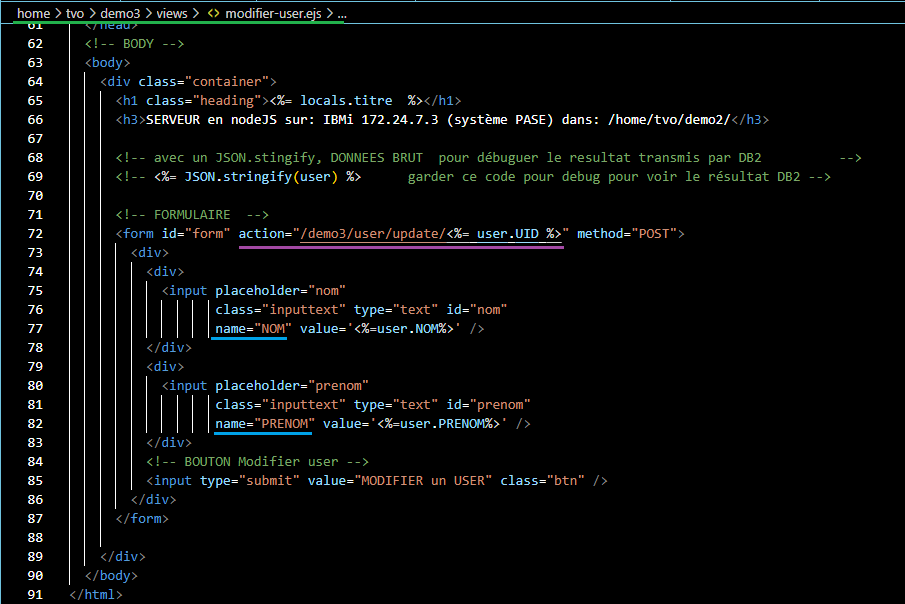 home > tvo > demo3 > views > <> modifier-user.ejs > ...
61 </head>
62 <!-- BODY -->
63 <body>
64 <div class="container">
65 <h1 class="heading"><%= locals.titre  %></h1>
66 <h3>SERVEUR en nodeJS sur: IBMi 172.24.7.3 (système PASE) dans: /home/tvo/demo2/</h3>
67
68 <!-- avec un JSON.stingify, DONNEES BRUT  pour débuguer le resultat transmis par DB2          -->
69 <!-- <%= JSON.stringify(user) %>      garder ce code pour debug pour voir le résultat DB2 -->
70
71 <!-- FORMULAIRE  -->
72 <form id="form" action="/demo3/user/update/<%= user.UID %>" method="POST">
73 <div>
74 <div>
75 <input placeholder="nom"
76 class="inputtext" type="text" id="nom"
77 name="NOM" value='<%=user.NOM%>' />
78 </div>
79 <div>
80 <input placeholder="prenom"
81 class="inputtext" type="text" id="prenom"
82 name="PRENOM" value='<%=user.PRENOM%>' />
83 </div>
84 <!-- BOUTON Modifier user -->
85 <input type="submit" value="MODIFIER un USER" class="btn" />
86 </div>
87 </form>
88
89 </div>
90 </body>
91 </html>